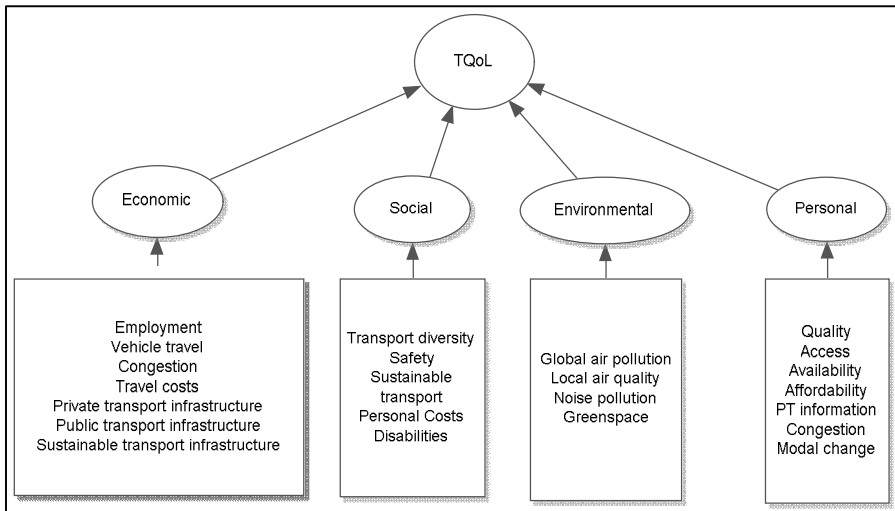 TQoL
Economic
Social
Environmental
Personal
Employment
Vehicle travel
Congestion
Travel costs
Private transport infrastructure
Public transport infrastructure
Sustainable transport infrastructure
Transport diversity
Safety
Sustainable
transport
Personal Costs
Disabilities
Global air pollution
Local air quality
Noise pollution
Greenspace
Quality
Access
Availability
Affordability
PT information
Congestion
Modal change